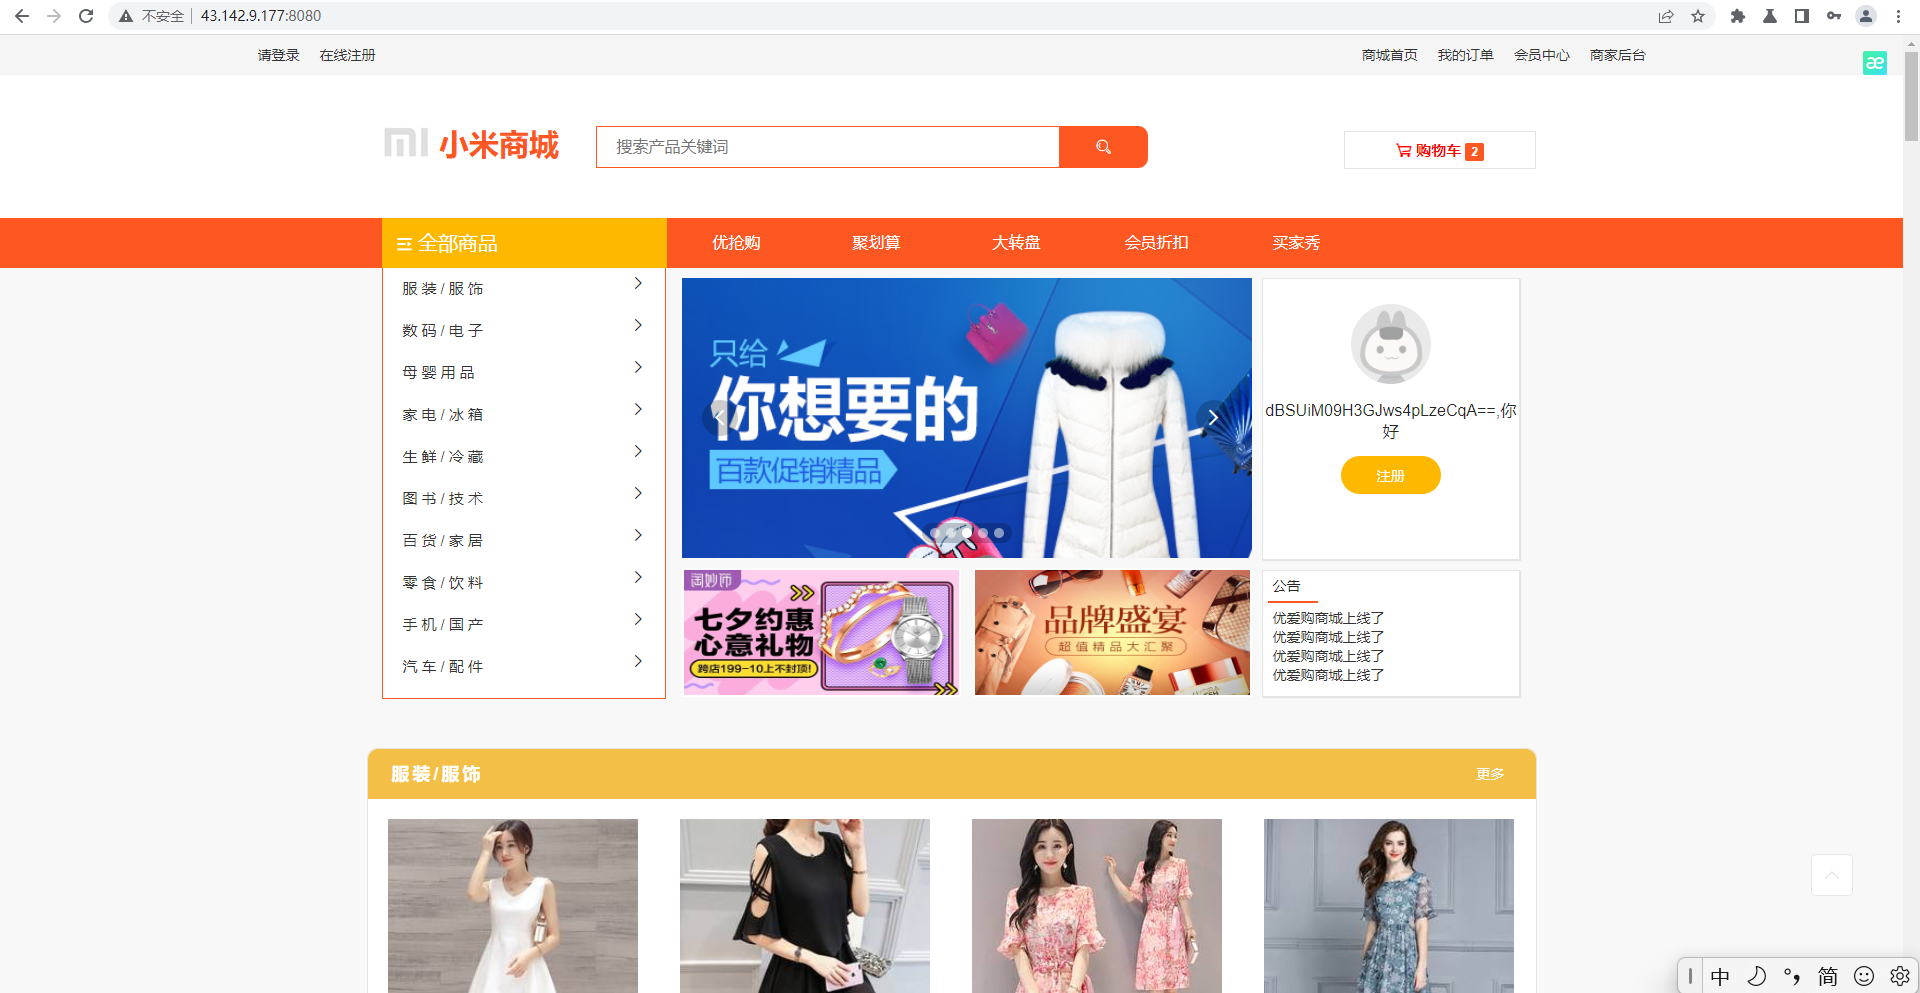 不安全 43.142.9.177:8080
请登录 在线注册 商城首页 我的订单 会员中心 商家后台
æ
MI 小米商城 搜索产品关键词 购物车 2
全部商品 优抢购 聚划算 大转盘 会员折扣 买家秀
服装/服饰
数码/电子
母婴用品
家电/冰箱
生鲜/冷藏
图书/技术
百货/家居
零食/饮料
手机/国产
汽车/配件
只给
你想要的
百款促销精品
dBSUiM09H3GJws4pLzeCqA==,你
好
注册
淘妙币
七夕约惠
心意礼物
跨店199-10上不封顶!
品牌盛宴
超值精品大汇聚
公告
优爱购商城上线了
优爱购商城上线了
优爱购商城上线了
优爱购商城上线了
服装/服饰 更多
中 简